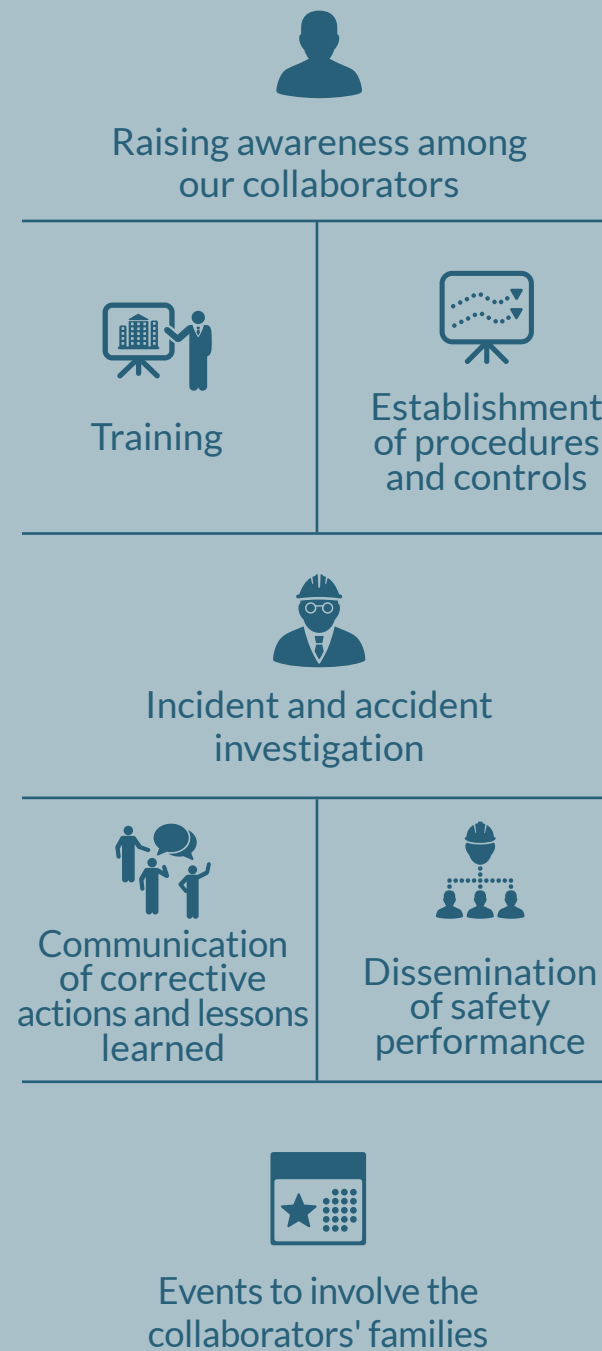 Raising awareness among
our collaborators
Training
Establishment
of procedures
and controls
Incident and accident
investigation
Communication
of corrective
actions and lessons
learned
Dissemination
of safety
performance
Events to involve the
collaborators' families